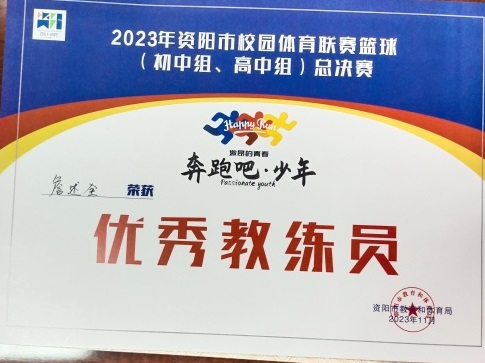 2023年资阳市校园体育联赛篮球
（初中组、高中组）总决赛
Happy Run
激昂的青春
奔跑吧·少年
Passionate youth
荣获
优秀教练员
资阳市教育和体育局
2023年11月